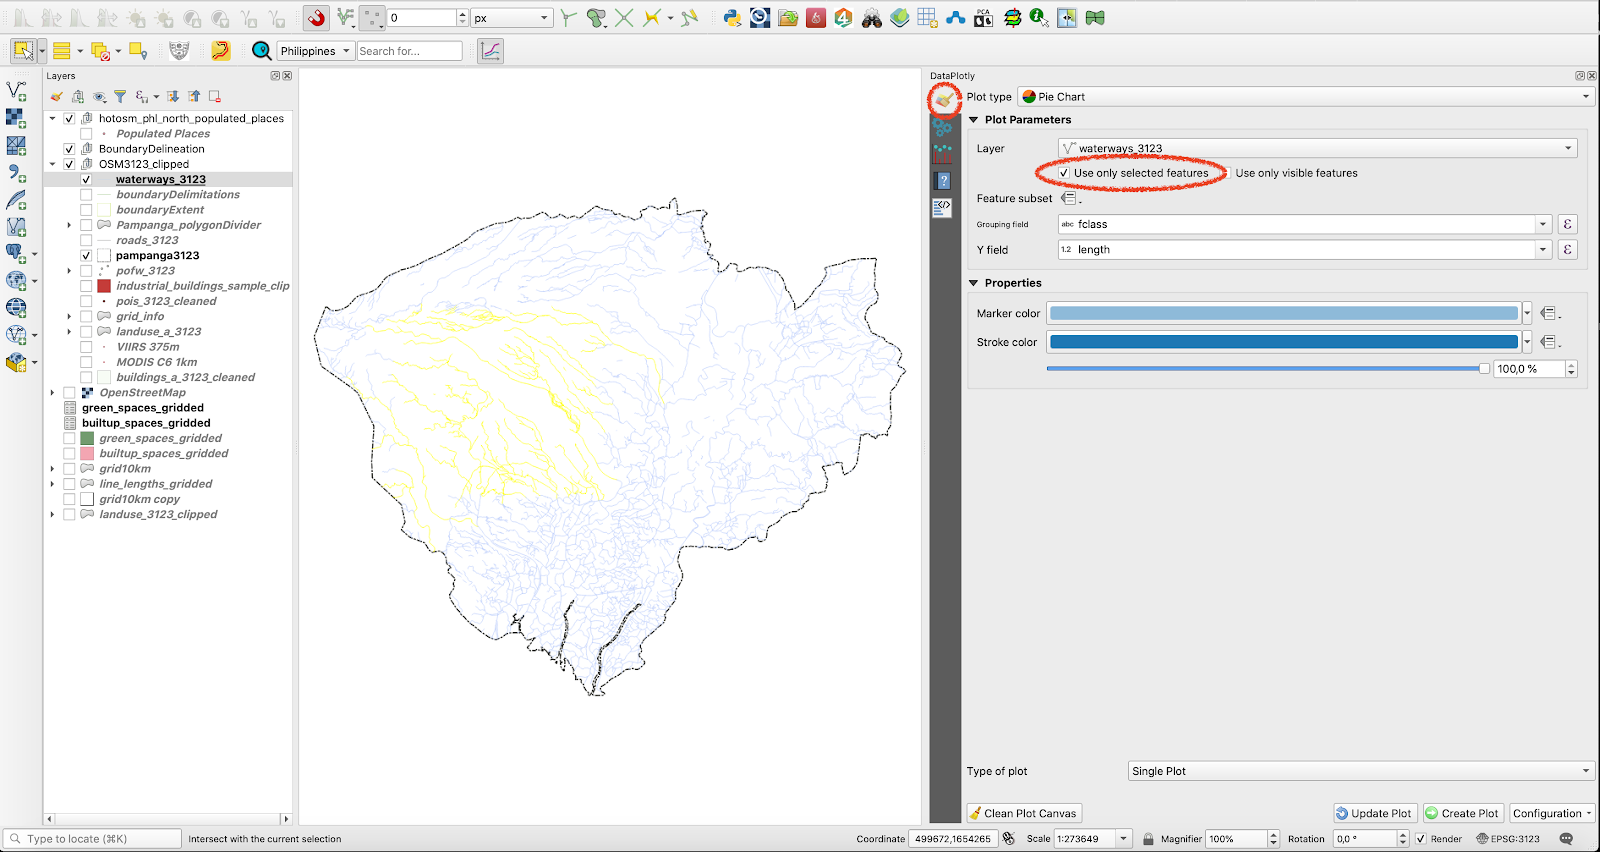 0
px
PCA
Philippines
Search for...
Layers
hotosm_phl_north_populated_places
Populated Places
BoundaryDelineation
OSM3123_clipped
waterways_3123
boundaryDelimitations
boundaryExtent
Pampanga_polygonDivider
roads_3123
pampanga3123
pofw_3123
industrial_buildings_sample_clip
pois_3123_cleaned
grid_info
landuse_a_3123
VIIRS 375m
MODIS C6 1km
buildings_a_3123_cleaned
OpenStreetMap
green_spaces_gridded
builtup_spaces_gridded
green_spaces_gridded
builtup_spaces_gridded
grid10km
line_lengths_gridded
grid10km copy
landuse_3123_clipped
DataPlotly
Plot type Pie Chart
Plot Parameters
Layer waterways_3123
Use only selected features Use only visible features
Feature subset
Grouping field abc fclass ε
Y field 1.2 length ε
Properties
Marker color
Stroke color
100,0 %
Type of plot Single Plot
Clean Plot Canvas Update Plot Create Plot Configuration
Type to locate (⌘K) Intersect with the current selection Coordinate 499672,1654265 Scale 1:273649 Magnifier 100% Rotation 0,0 ° Render EPSG:3123